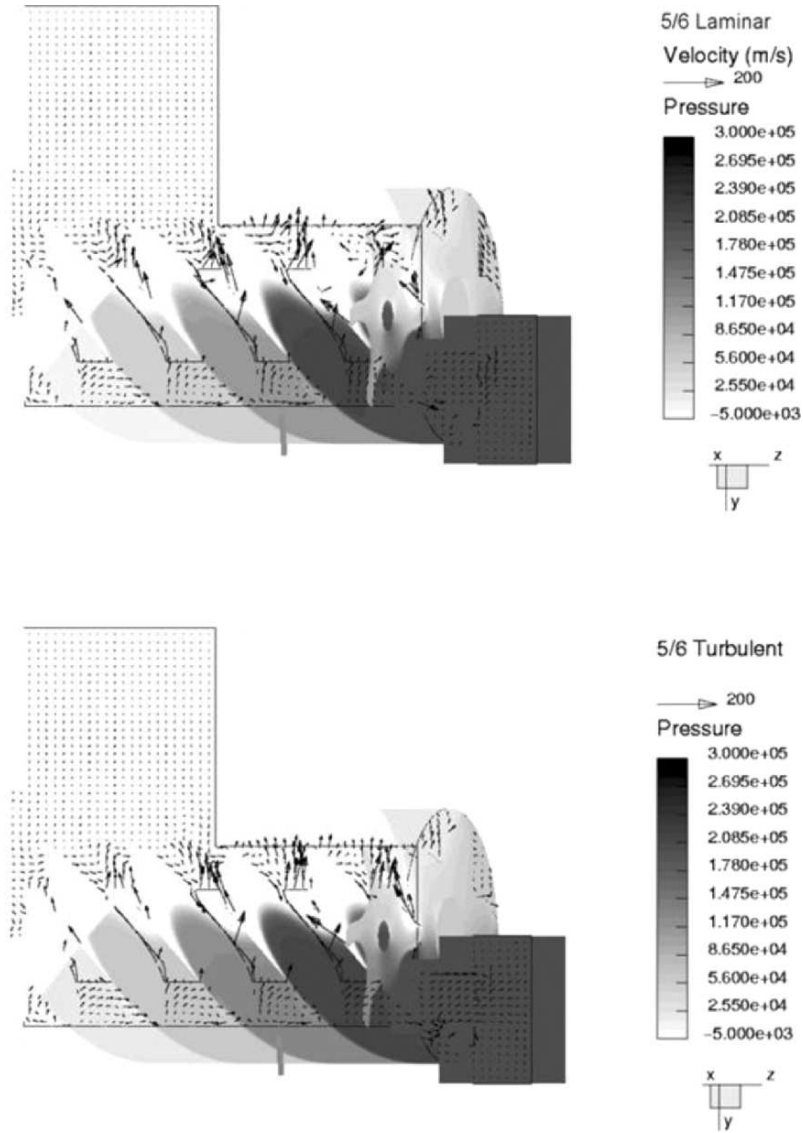 5/6 Laminar
Velocity (m/s)
200
Pressure
3.000e+05
2.695e+05
2.390e+05
2.085e+05
1.780e+05
1.475e+05
1.170e+05
8.650e+04
5.600e+04
2.550e+04
−5.000e+03
x z
y
5/6 Turbulent
200
Pressure
3.000e+05
2.695e+05
2.390e+05
2.085e+05
1.780e+05
1.475e+05
1.170e+05
8.650e+04
5.600e+04
2.550e+04
−5.000e+03
x z
y